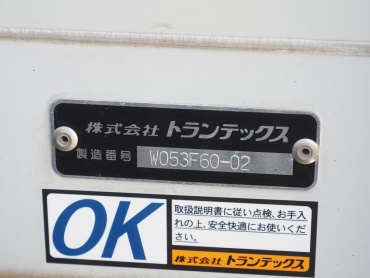 株式会社 トランテックス
製造番号 W053F60-02
OK
取扱説明書に従い点検、お手入
れの上、安全快適にお使いくだ
さい。
株式会社 トランテックス